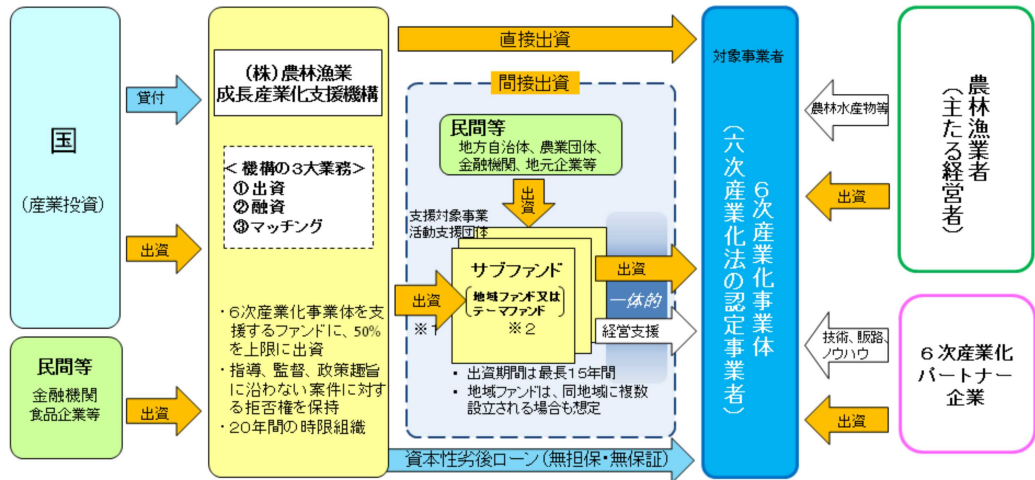 国
(産業投資)
民間等
金融機関
食品企業等
貸付
出資
出資
(株)農林漁業
成長産業化支援機構
<機構の3大業務>
①出資
②融資
③マッチング
・6次産業化事業体を支
援するファンドに、50%
を上限に出資
・指導、監督、政策趣旨
に沿わない案件に対す
る拒否権を保持
・20年間の時限組織
直接出資
間接出資
民間等
地方自治体、農業団体、
金融機関、地元企業等
出資
支援対象事業
活動支援団体
出資
※1
サブファンド
地域ファンド又は
テーマファンド
※2
出資
一体的
経営支援
・ 出資期間は最長15年間
・ 地域ファンドは、同地域に複数
設立される場合も想定
資本性劣後ローン(無担保・無保証)
対象事業者
6次産業化事業体
(六次産業化法の認定事業者)
農林水産物等
出資
技術、販路、
ノウハウ
出資
農林漁業者
(主たる経営者)
6次産業化
パートナー
企業